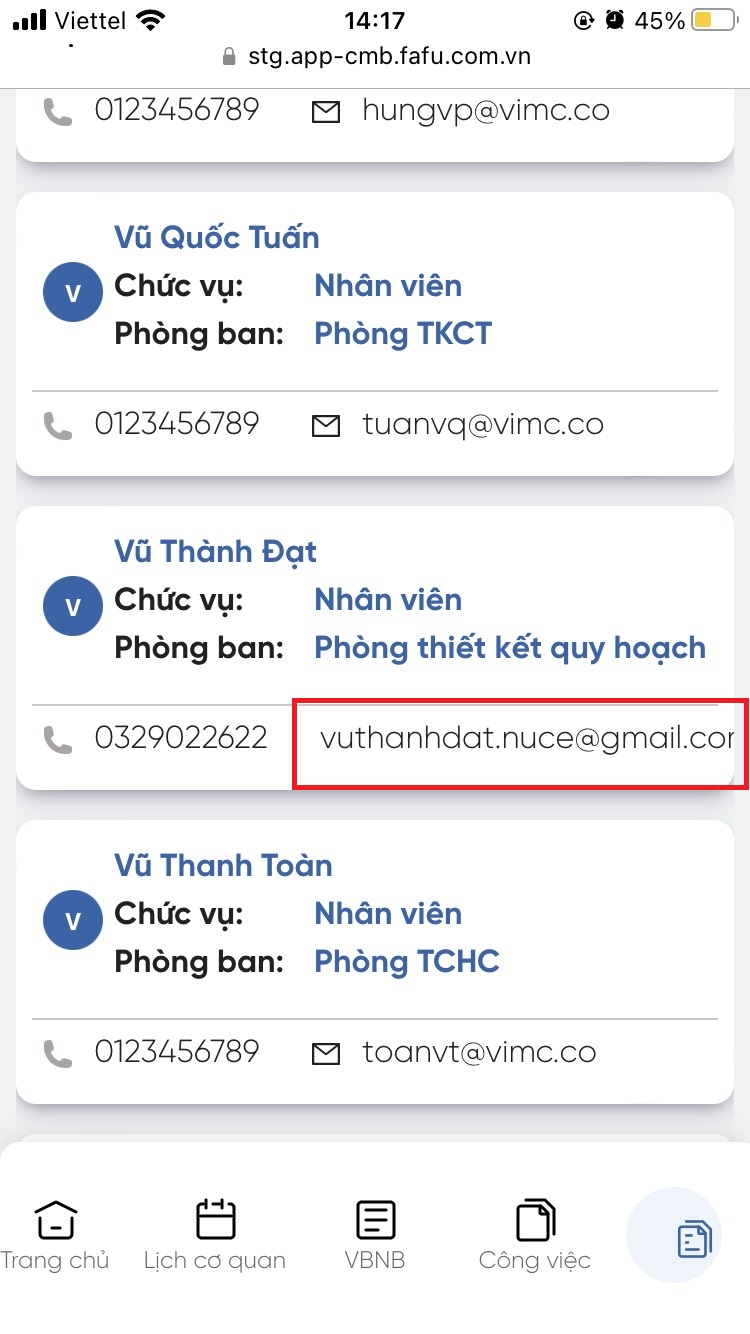 Viettel 14:17 45%
stg.app-cmb.fafu.com.vn
0123456789 hungvp@vimc.co
Vũ Quốc Tuấn
V
Chức vụ: Nhân viên
Phòng ban: Phòng TKCT
0123456789 tuanvq@vimc.co
Vũ Thành Đạt
V
Chức vụ: Nhân viên
Phòng ban: Phòng thiết kết quy hoạch
0329022622 vuthanhdat.nuce@gmail.cor
Vũ Thanh Toàn
V
Chức vụ: Nhân viên
Phòng ban: Phòng TCHC
0123456789 toanvt@vimc.co
Trang chủ Lịch cơ quan VBNB Công việc